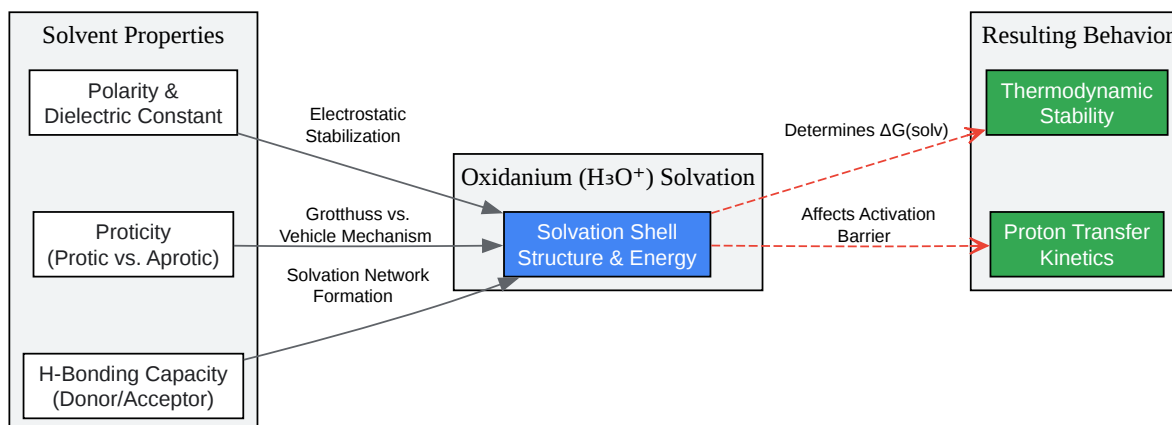 Solvent Properties
Polarity &
Dielectric Constant
Proticity
(Protic vs. Aprotic)
H-Bonding Capacity
(Donor/Acceptor)
Electrostatic
Stabilization
Grotthuss vs.
Vehicle Mechanism
Solvation Network
Formation
Oxidanium (H₃O⁺) Solvation
Solvation Shell
Structure & Energy
Determines ΔG(solv)
Affects Activation
Barrier
Resulting Behavior
Thermodynamic
Stability
Proton Transfer
Kinetics